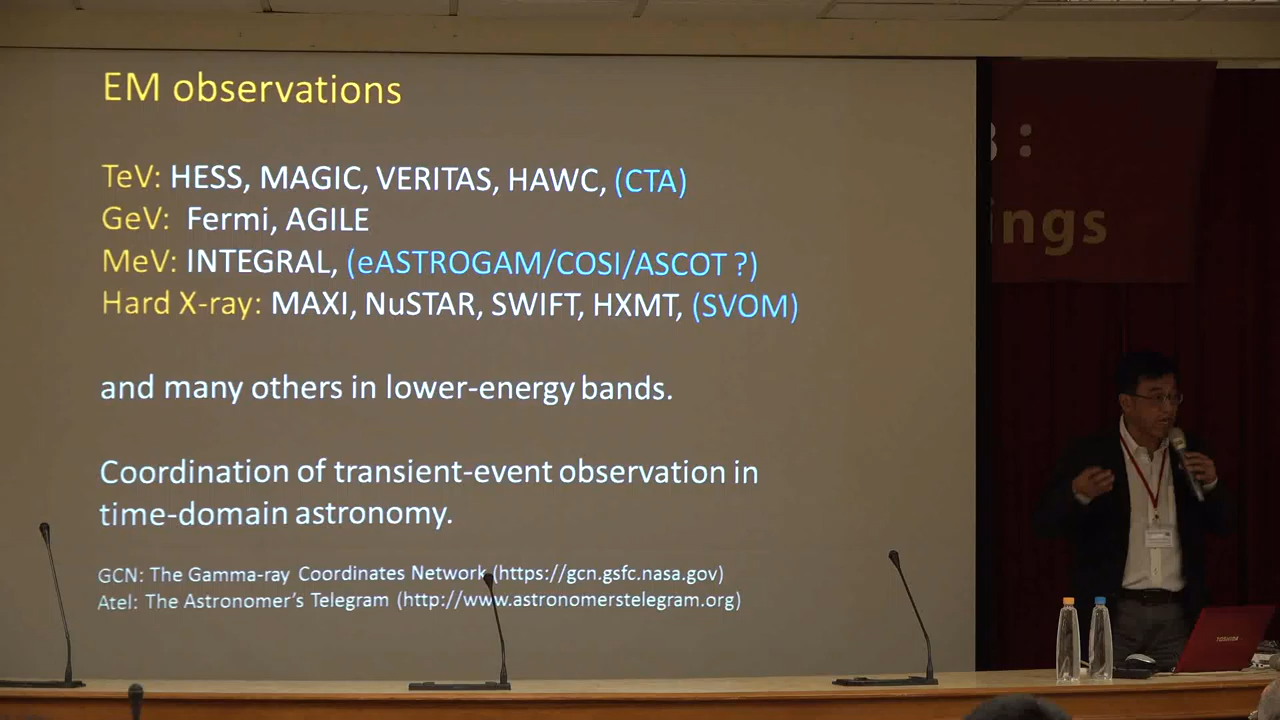 EM observations
TeV: HESS, MAGIC, VERITAS, HAWC, (CTA)
GeV: Fermi, AGILE
MeV: INTEGRAL, (eASTROGAM/COSI/ASCOT ?)
Hard X-ray: MAXI, NuSTAR, SWIFT, HXMT, (SVOM)
and many others in lower-energy bands.
Coordination of transient-event observation in
time-domain astronomy.
GCN: The Gamma-ray Coordinates Network (https://gcn.gsfc.nasa.gov)
Atel: The Astronomer's Telegram (http://www.astronomerstelegram.org)
:
ings
TOSHIBA